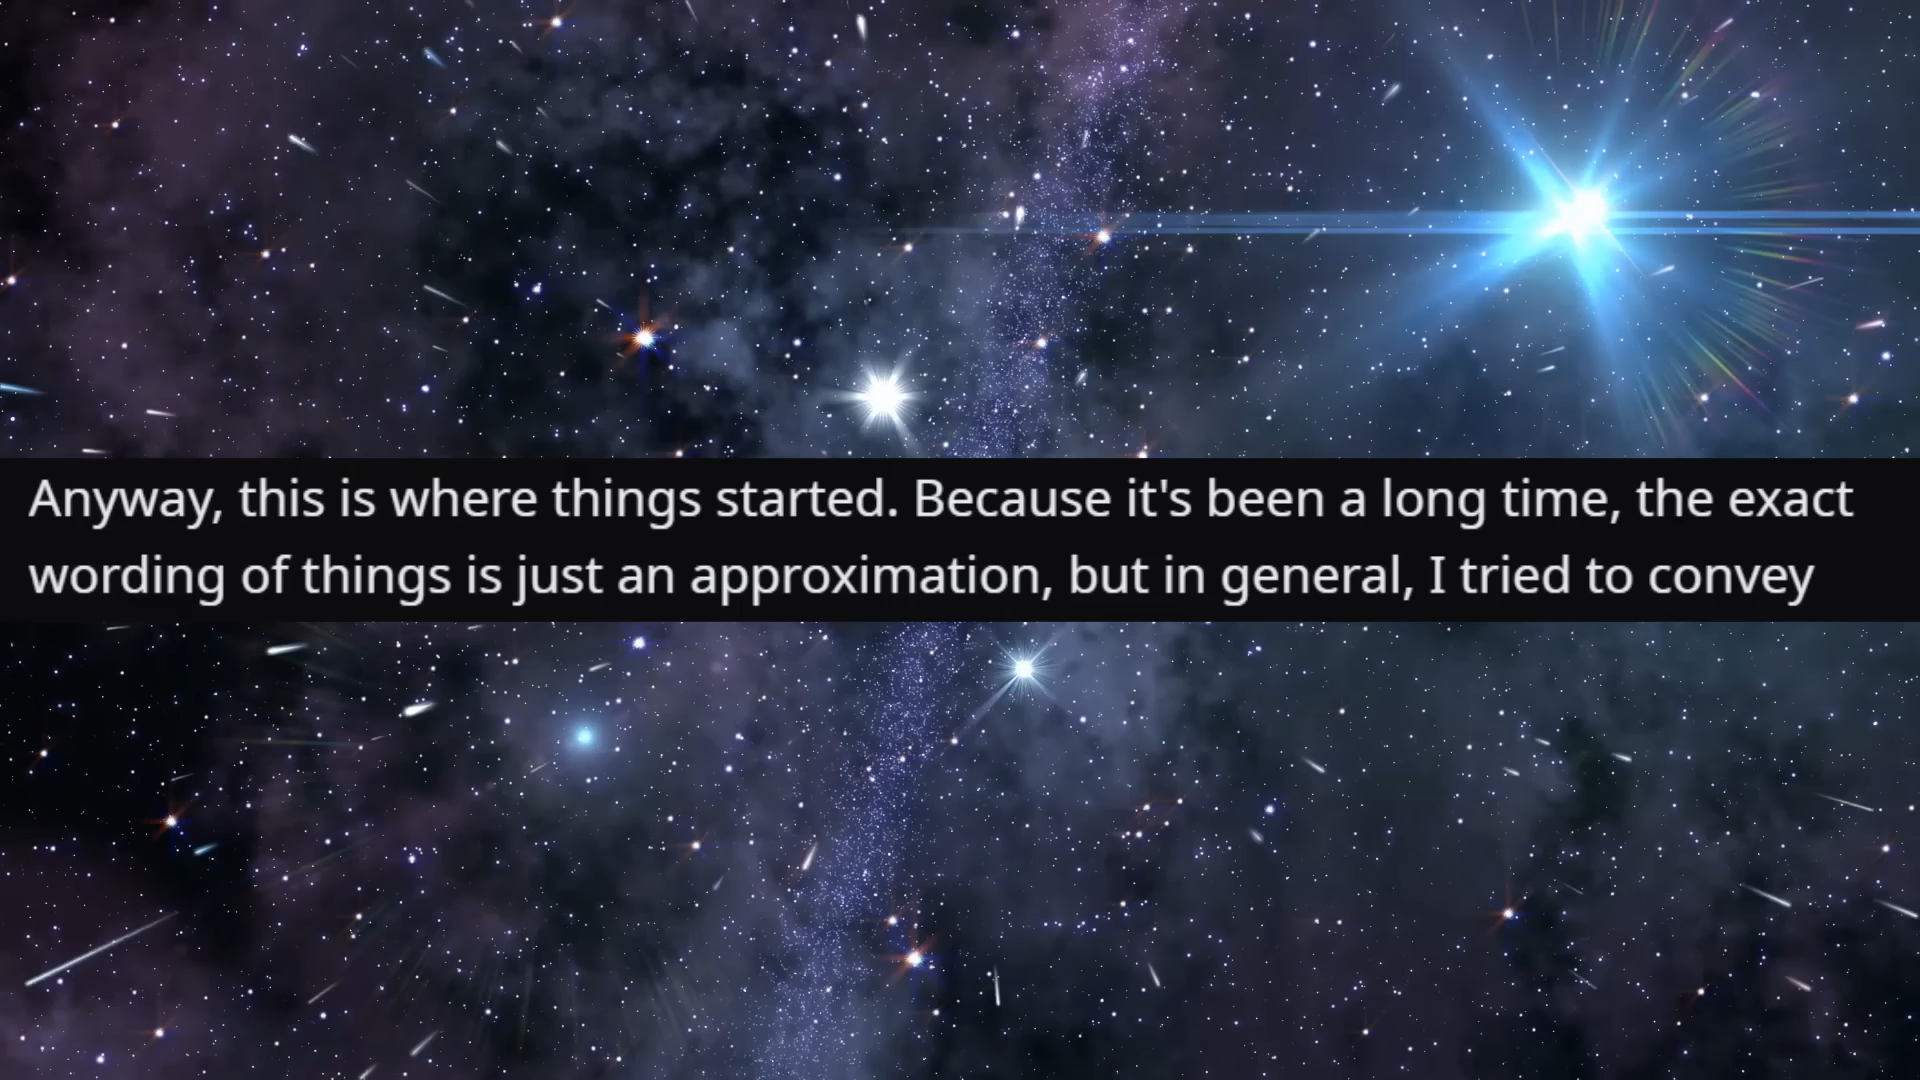 Anyway, this is where things started. Because it's been a long time, the exact
wording of things is just an approximation, but in general, I tried to convey